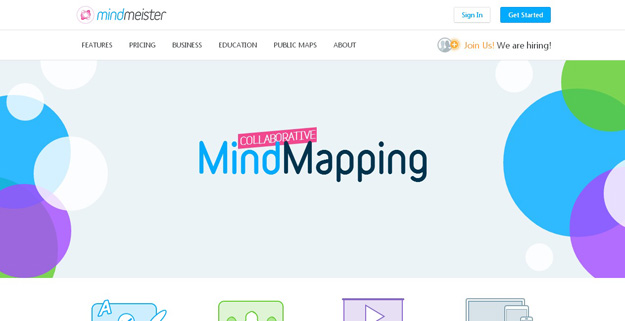 mindmeister
Sign In
Get Started
FEATURES
PRICING
BUSINESS
EDUCATION
PUBLIC MAPS
ABOUT
Join Us! We are hiring!
COLLABORATIVE
MindMapping
A